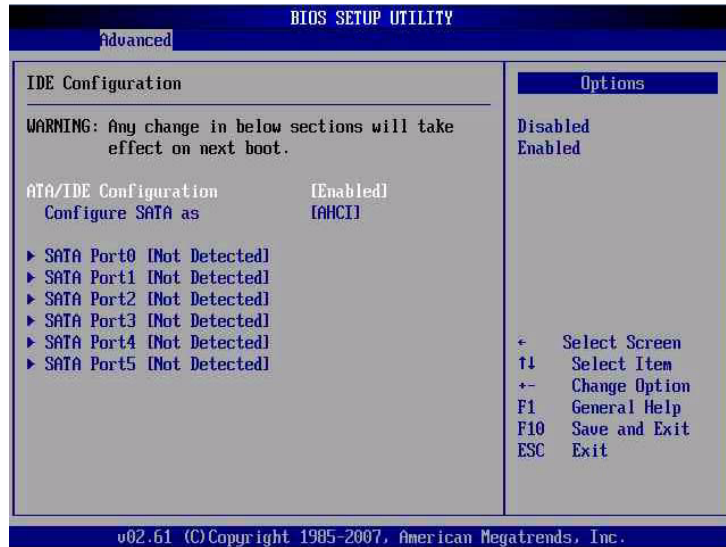 BIOS SETUP UTILITY
Advanced
IDE Configuration
WARNING: Any change in below sections will take
effect on next boot.
ATA/IDE Configuration [Enabled]
Configure SATA as [AHCI]
▶ SATA Port0 [Not Detected]
▶ SATA Port1 [Not Detected]
▶ SATA Port2 [Not Detected]
▶ SATA Port3 [Not Detected]
▶ SATA Port4 [Not Detected]
▶ SATA Port5 [Not Detected]
Options
Disabled
Enabled
← Select Screen
↑↓ Select Item
+- Change Option
F1 General Help
F10 Save and Exit
ESC Exit
v02.61 (C)Copyright 1985-2007, American Megatrends, Inc.